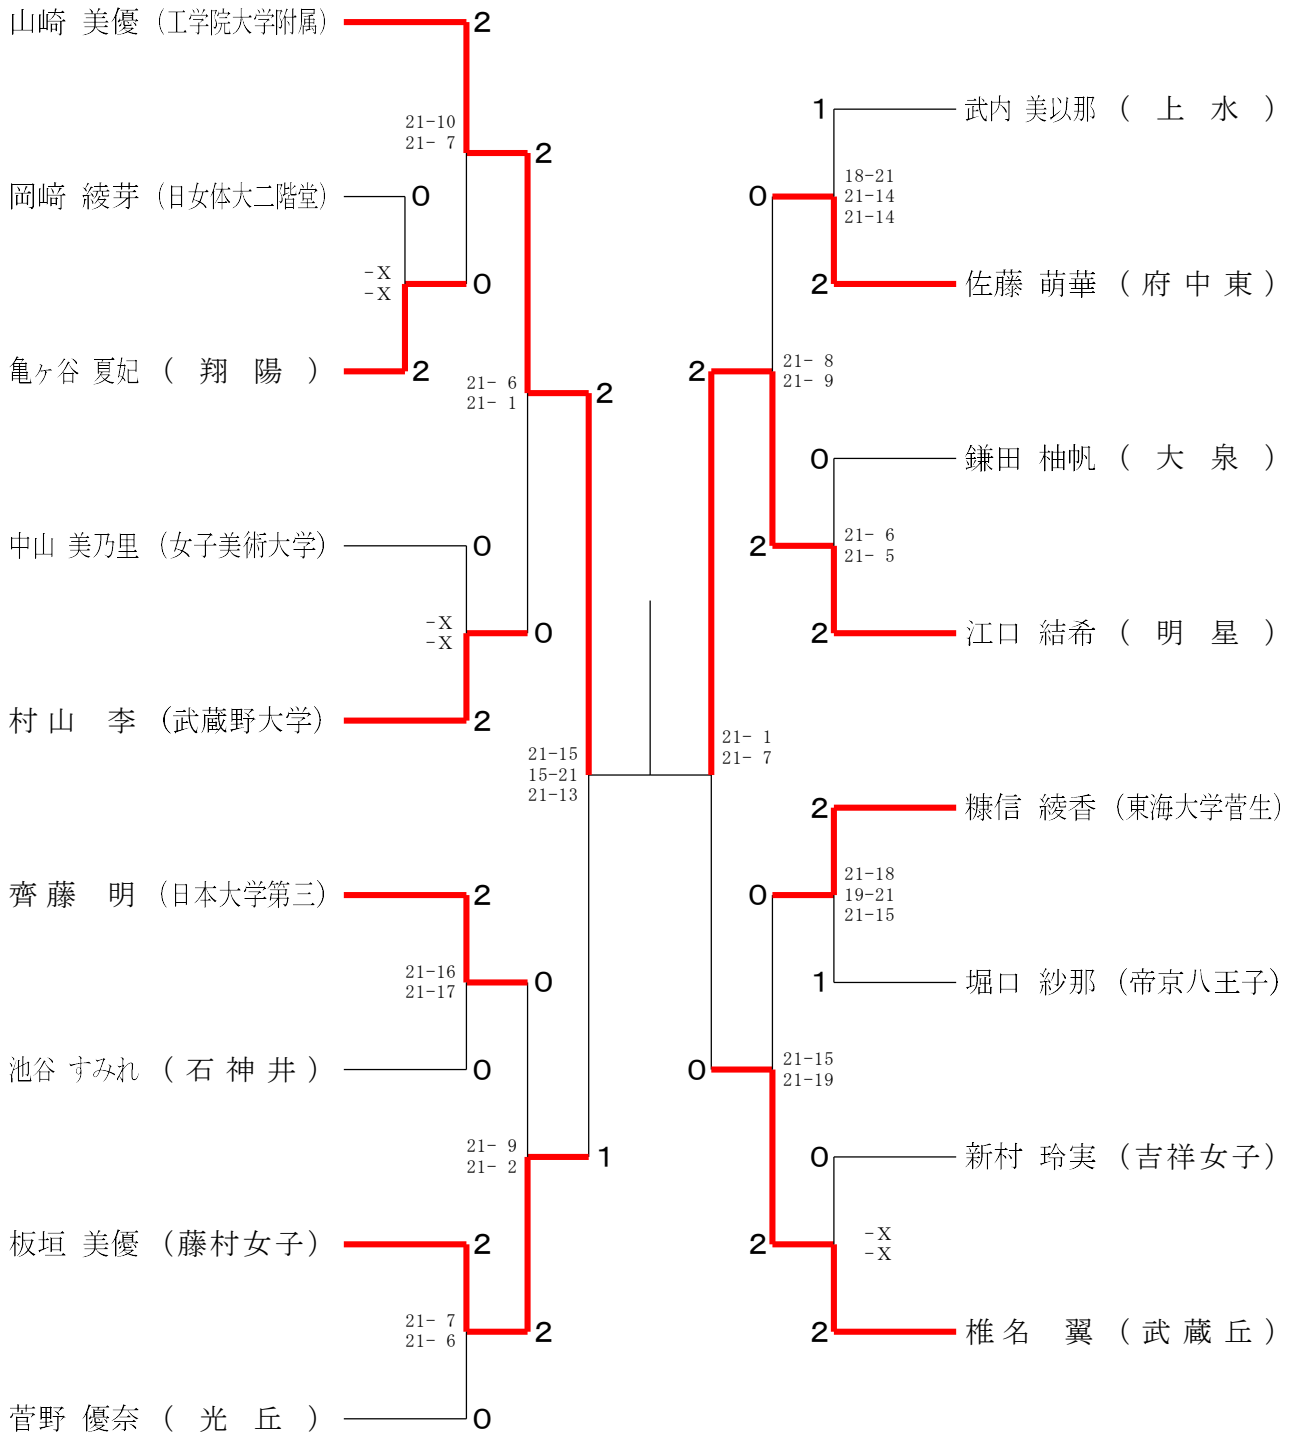 山崎 美優 (工学院大学附属)
2
21-10
21- 7
2
岡﨑 綾芽 (日女体大二階堂)
0
-X
-X
0
亀ヶ谷 夏妃 ( 翔 陽 )
2
21- 6
21- 1
2
中山 美乃里 (女子美術大学)
0
-X
-X
0
村山 李 (武蔵野大学)
2
21-15
15-21
21-13
齊藤 明 (日本大学第三)
2
21-16
21-17
0
池谷 すみれ ( 石 神 井 )
0
21- 9
21- 2
1
板垣 美優 (藤村女子)
2
21- 7
21- 6
2
菅野 優奈 ( 光 丘 )
0
1
武内 美以那 ( 上 水 )
0
18-21
21-14
21-14
2
佐藤 萌華 ( 府 中 東 )
2
21- 8
21- 9
0
鎌田 柚帆 ( 大 泉 )
2
21- 6
21- 5
2
江口 結希 ( 明 星 )
21- 1
21- 7
2
糠信 綾香 (東海大学菅生)
0
21-18
19-21
21-15
1
堀口 紗那 (帝京八王子)
0
21-15
21-19
0
新村 玲実 (吉祥女子)
2
-X
-X
2
椎名 翼 ( 武 蔵 丘 )